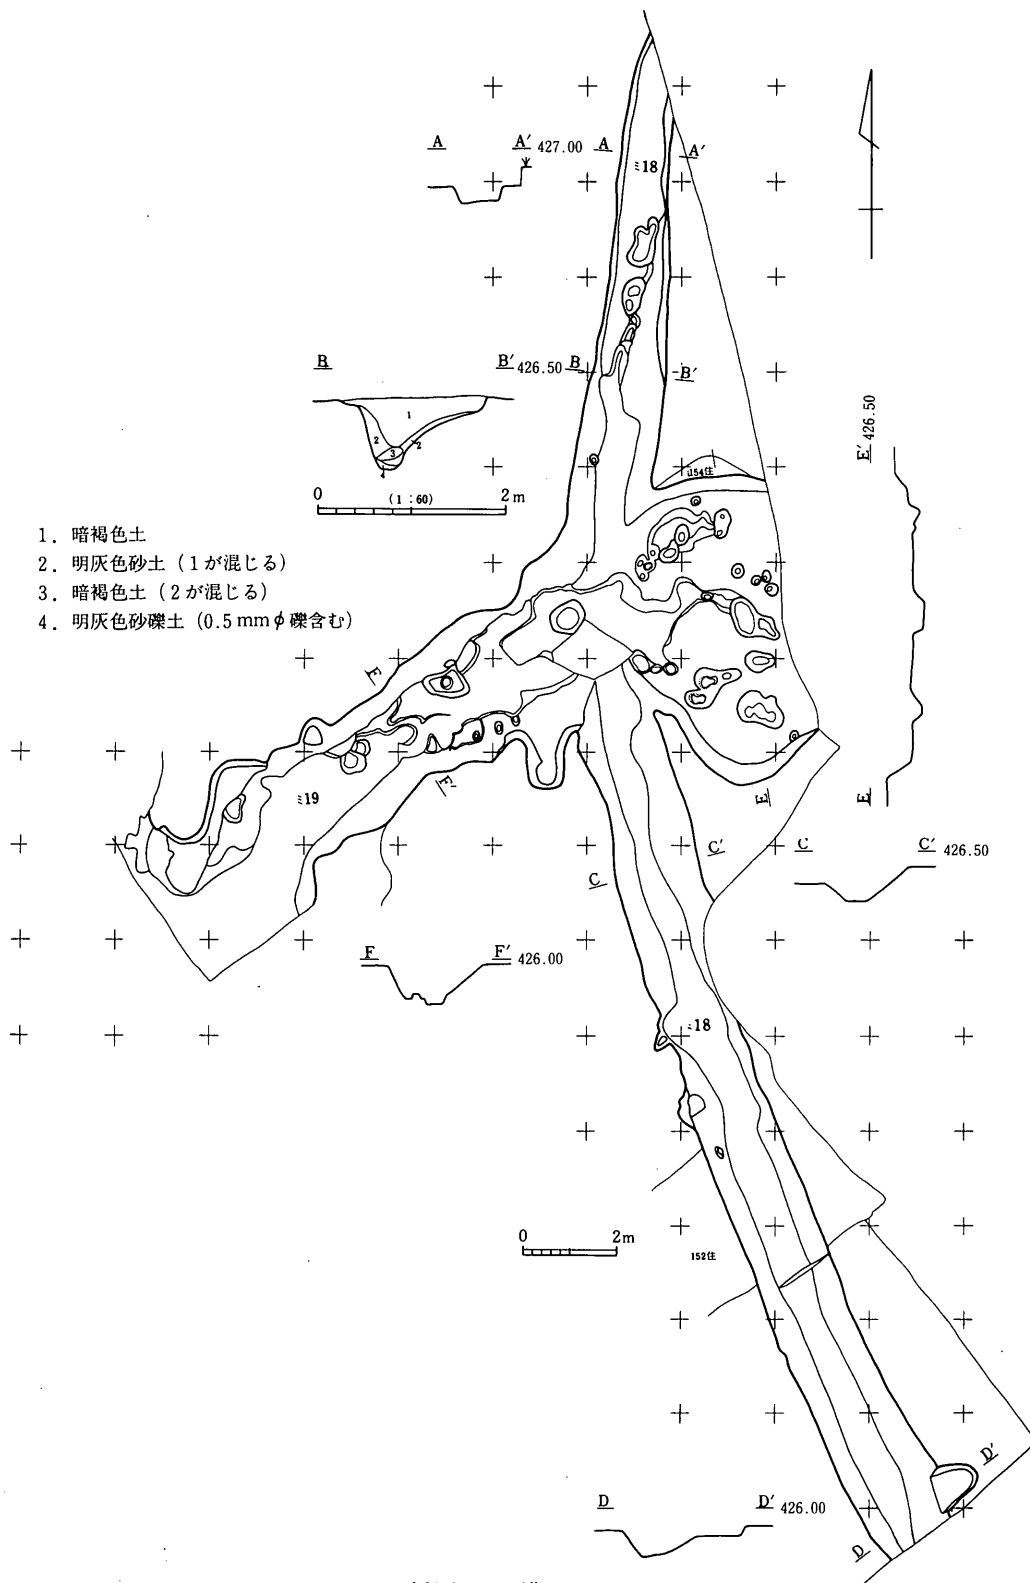 A A' 427.00 A A'
ミ18
B B' 426.50 B B'
E' 426.50
1
2 2
3
4
154住
0 (1:60) 2m
1. 暗褐色土
2. 明灰色砂土 (1が混じる)
3. 暗褐色土 (2が混じる)
4. 明灰色砂礫土 (0.5mmφ礫含む)
F
F'
ミ19
E E
C C' C C' 426.50
F F' 426.00
ミ18
0 2m
152住
D D' 426.00
D D'